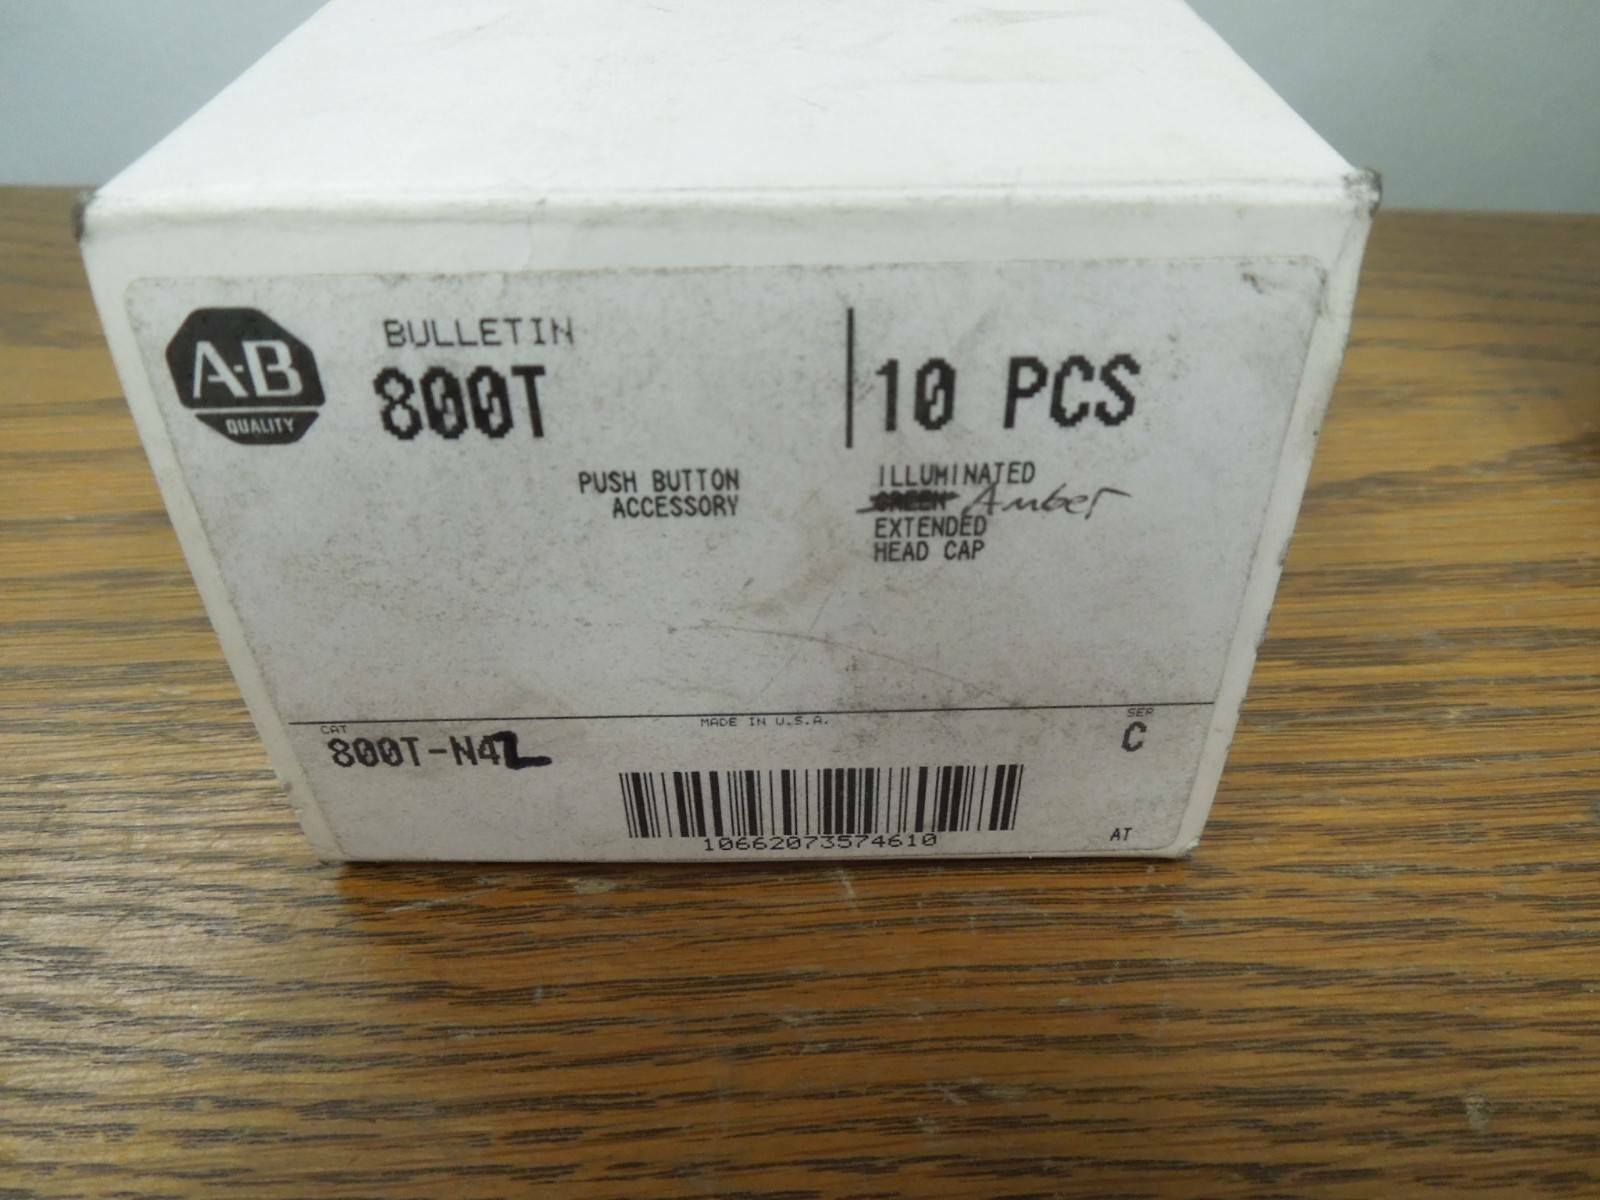 A-B
QUALITY
BULLETIN
800T
10 PCS
PUSH BUTTON
ACCESSORY
ILLUMINATED
GREEN Amber
EXTENDED
HEAD CAP
CAT
800T-N42
MADE IN U.S.A.
SER
C
10662073574610
AT